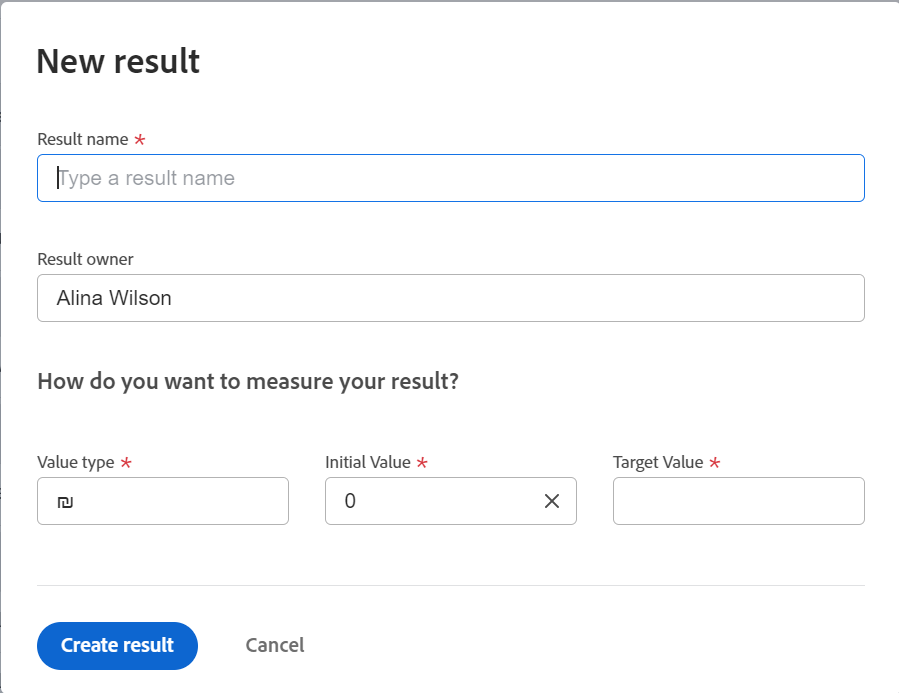 New result
Result name *
Type a result name
Result owner
Alina Wilson
How do you want to measure your result?
Value type * Initial Value * Target Value *
₪ 0
Create result Cancel